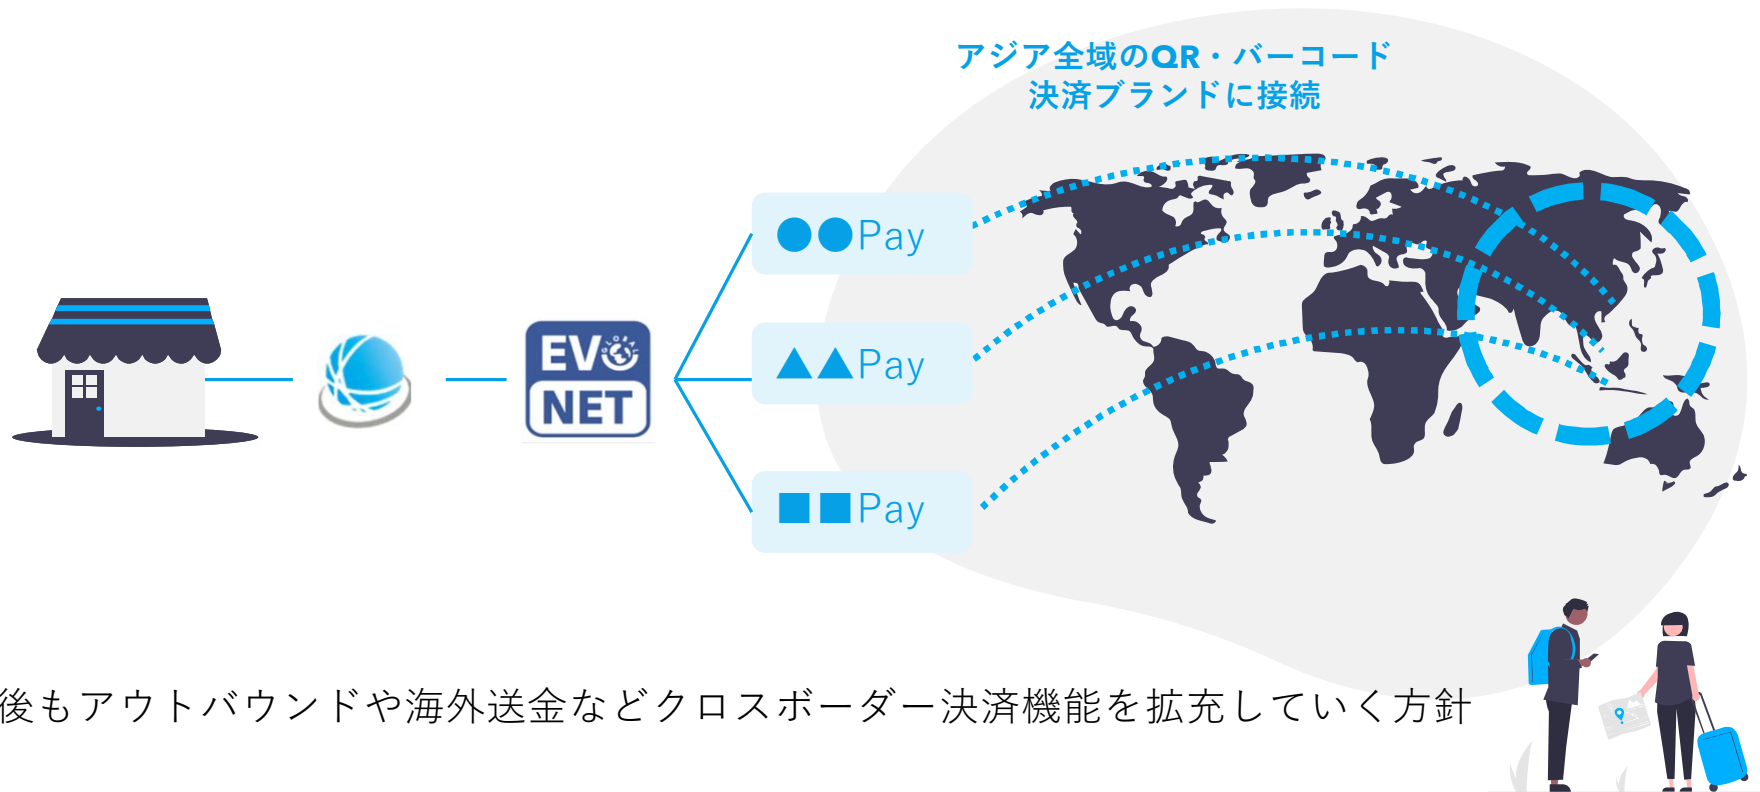 アジア全域のQR・バーコード
決済ブランドに接続
●●Pay
EVO
GLOBAL
NET
▲▲Pay
■■Pay
後もアウトバウンドや海外送金などクロスボーダー決済機能を拡充していく方針